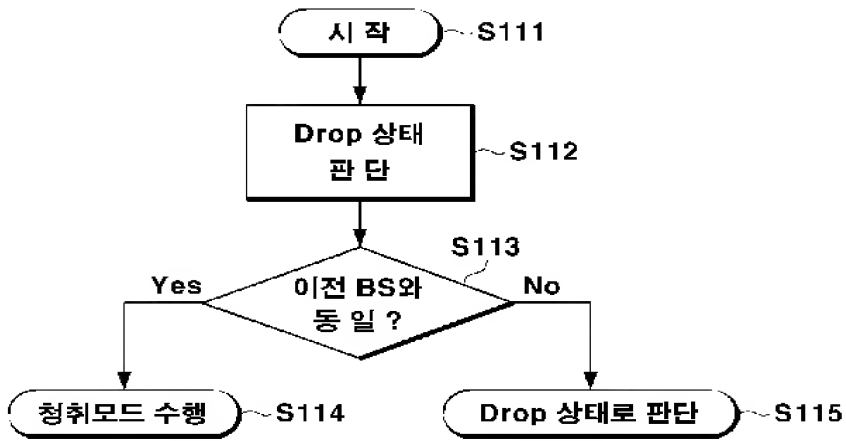 시 작
S111
Drop 상태
판 단
S112
S113
이전 BS와
동 일 ?
Yes
No
청취모드 수행
S114
Drop 상태로 판단
S115